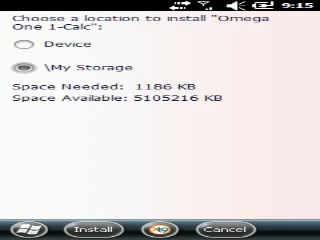 9:15
Choose a location to install "Omega
One 1-Calc":
Device
\My Storage
Space Needed: 1186 KB
Space Available: 5105216 KB
Install
Cancel